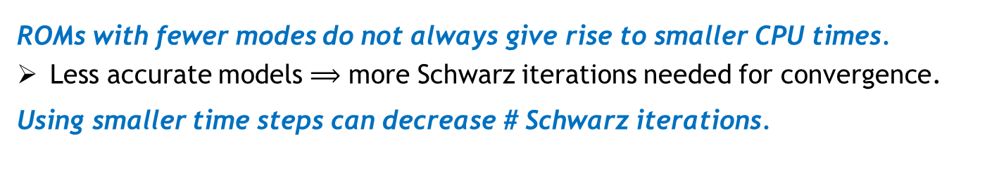 ROMs with fewer modes do not always give rise to smaller CPU times.
➢ Less accurate models ⟹ more Schwarz iterations needed for convergence.
Using smaller time steps can decrease # Schwarz iterations.